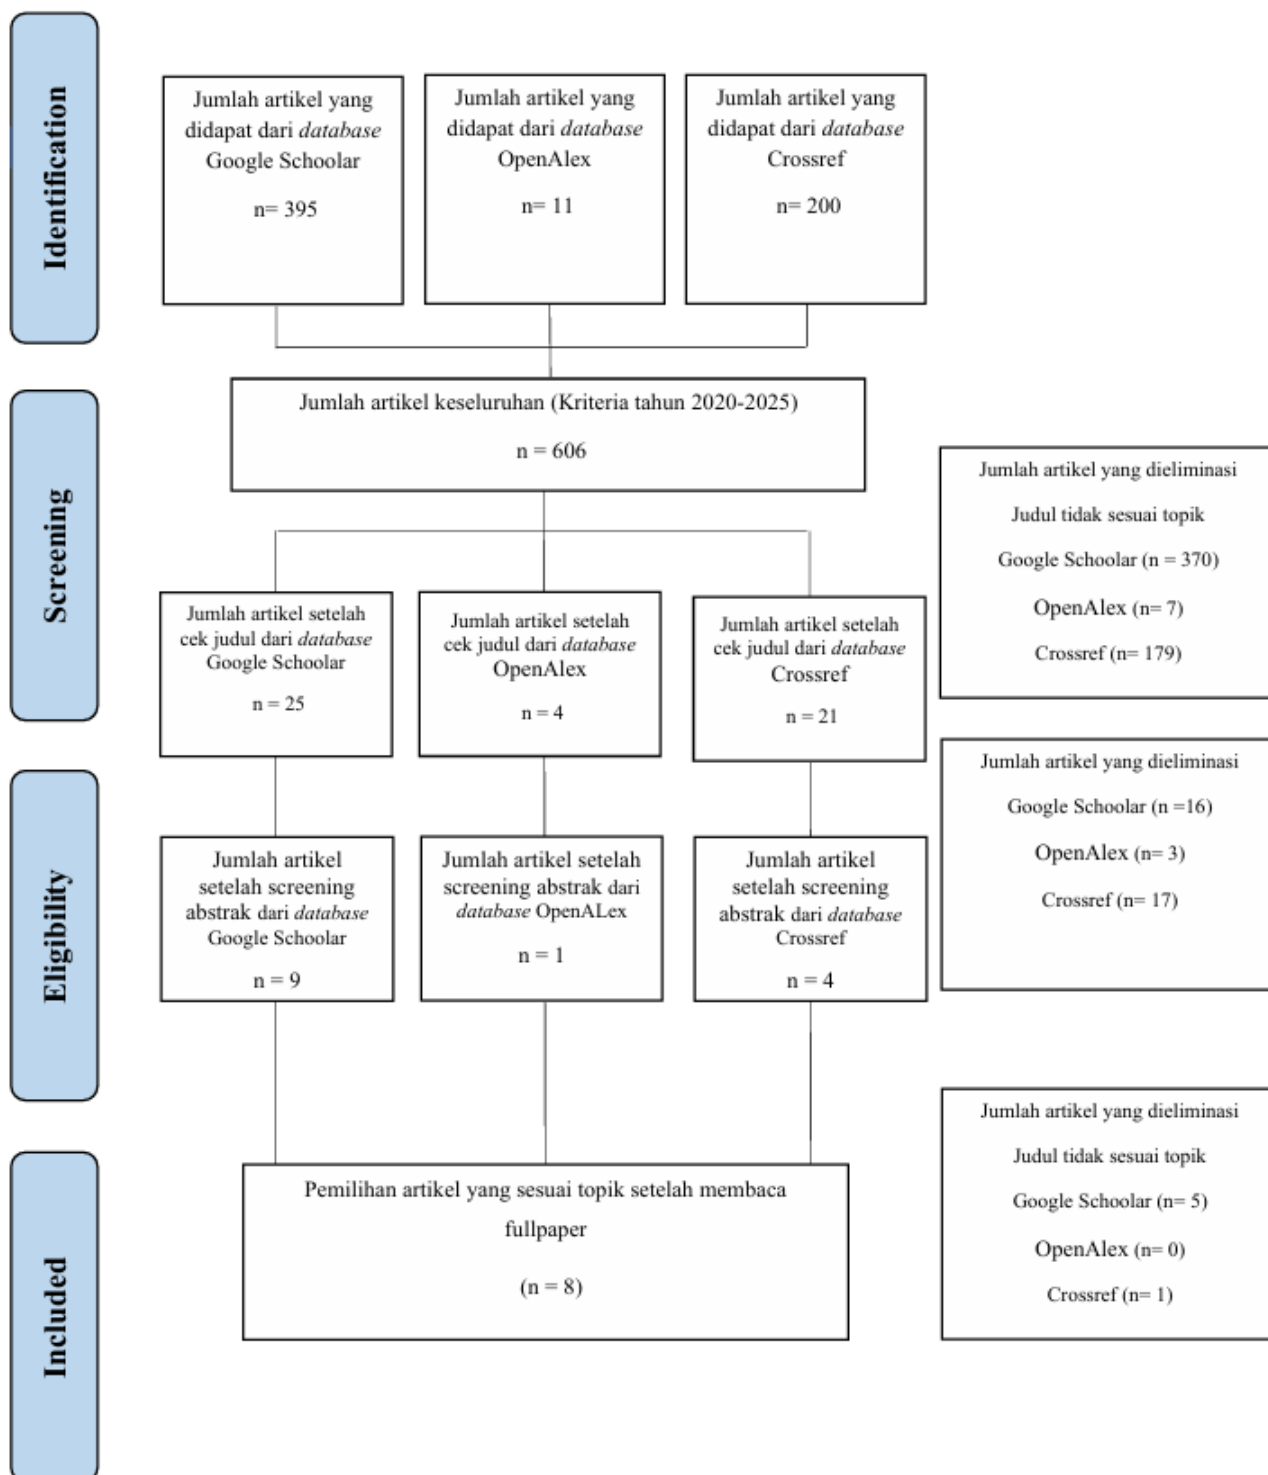 Identification
Jumlah artikel yang
didapat dari database
Google Schoolar
n= 395
Jumlah artikel yang
didapat dari database
OpenAlex
n= 11
Jumlah artikel yang
didapat dari database
Crossref
n= 200
Jumlah artikel keseluruhan (Kriteria tahun 2020-2025)
n = 606
Screening
Jumlah artikel yang dieliminasi
Judul tidak sesuai topik
Google Schoolar (n = 370)
OpenAlex (n= 7)
Crossref (n= 179)
Jumlah artikel setelah
cek judul dari database
Google Schoolar
n = 25
Jumlah artikel setelah
cek judul dari database
OpenAlex
n = 4
Jumlah artikel setelah
cek judul dari database
Crossref
n = 21
Eligibility
Jumlah artikel yang dieliminasi
Google Schoolar (n =16)
OpenAlex (n= 3)
Crossref (n= 17)
Jumlah artikel
setelah screening
abstrak dari database
Google Schoolar
n = 9
Jumlah artikel setelah
screening abstrak dari
database OpenALex
n = 1
Jumlah artikel
setelah screening
abstrak dari database
Crossref
n = 4
Included
Pemilihan artikel yang sesuai topik setelah membaca
fullpaper
(n = 8)
Jumlah artikel yang dieliminasi
Judul tidak sesuai topik
Google Schoolar (n= 5)
OpenAlex (n= 0)
Crossref (n= 1)